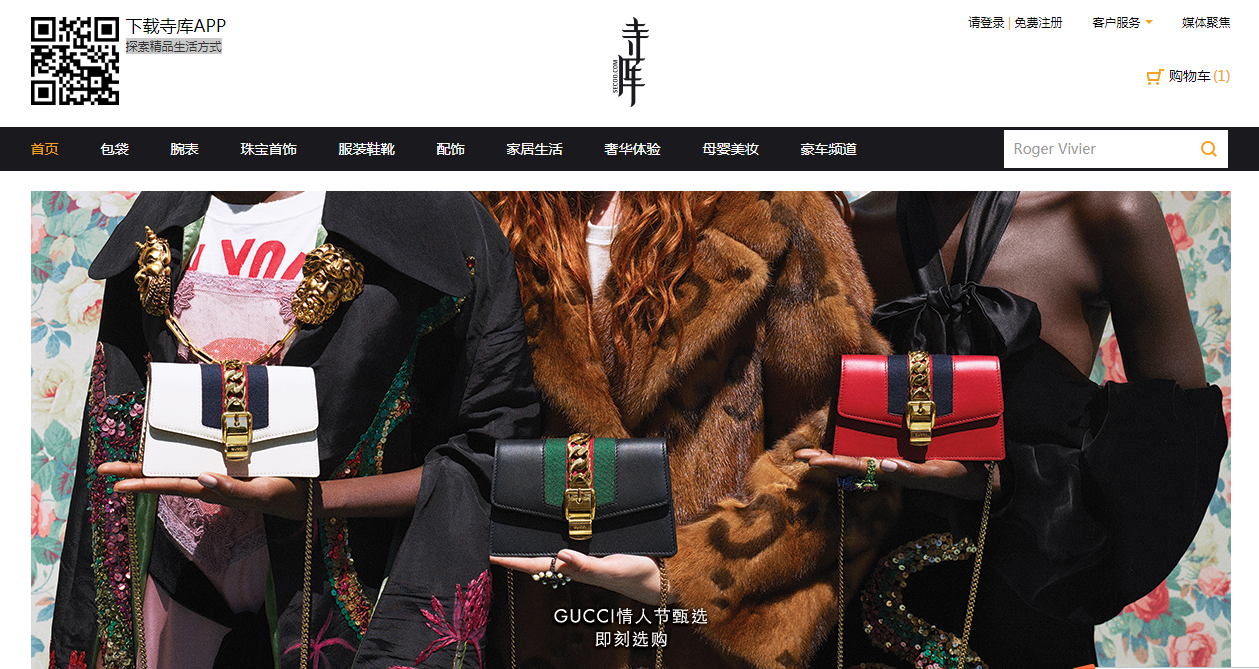 下载寺库APP
探索精品生活方式
寺库
SECOO.COM
请登录 | 免费注册
客户服务
媒体聚焦
购物车 (1)
首页 包袋 腕表 珠宝首饰 服装鞋靴 配饰 家居生活 奢华体验 母婴美妆 豪车频道
Roger Vivier
GUCCI情人节甄选
即刻选购